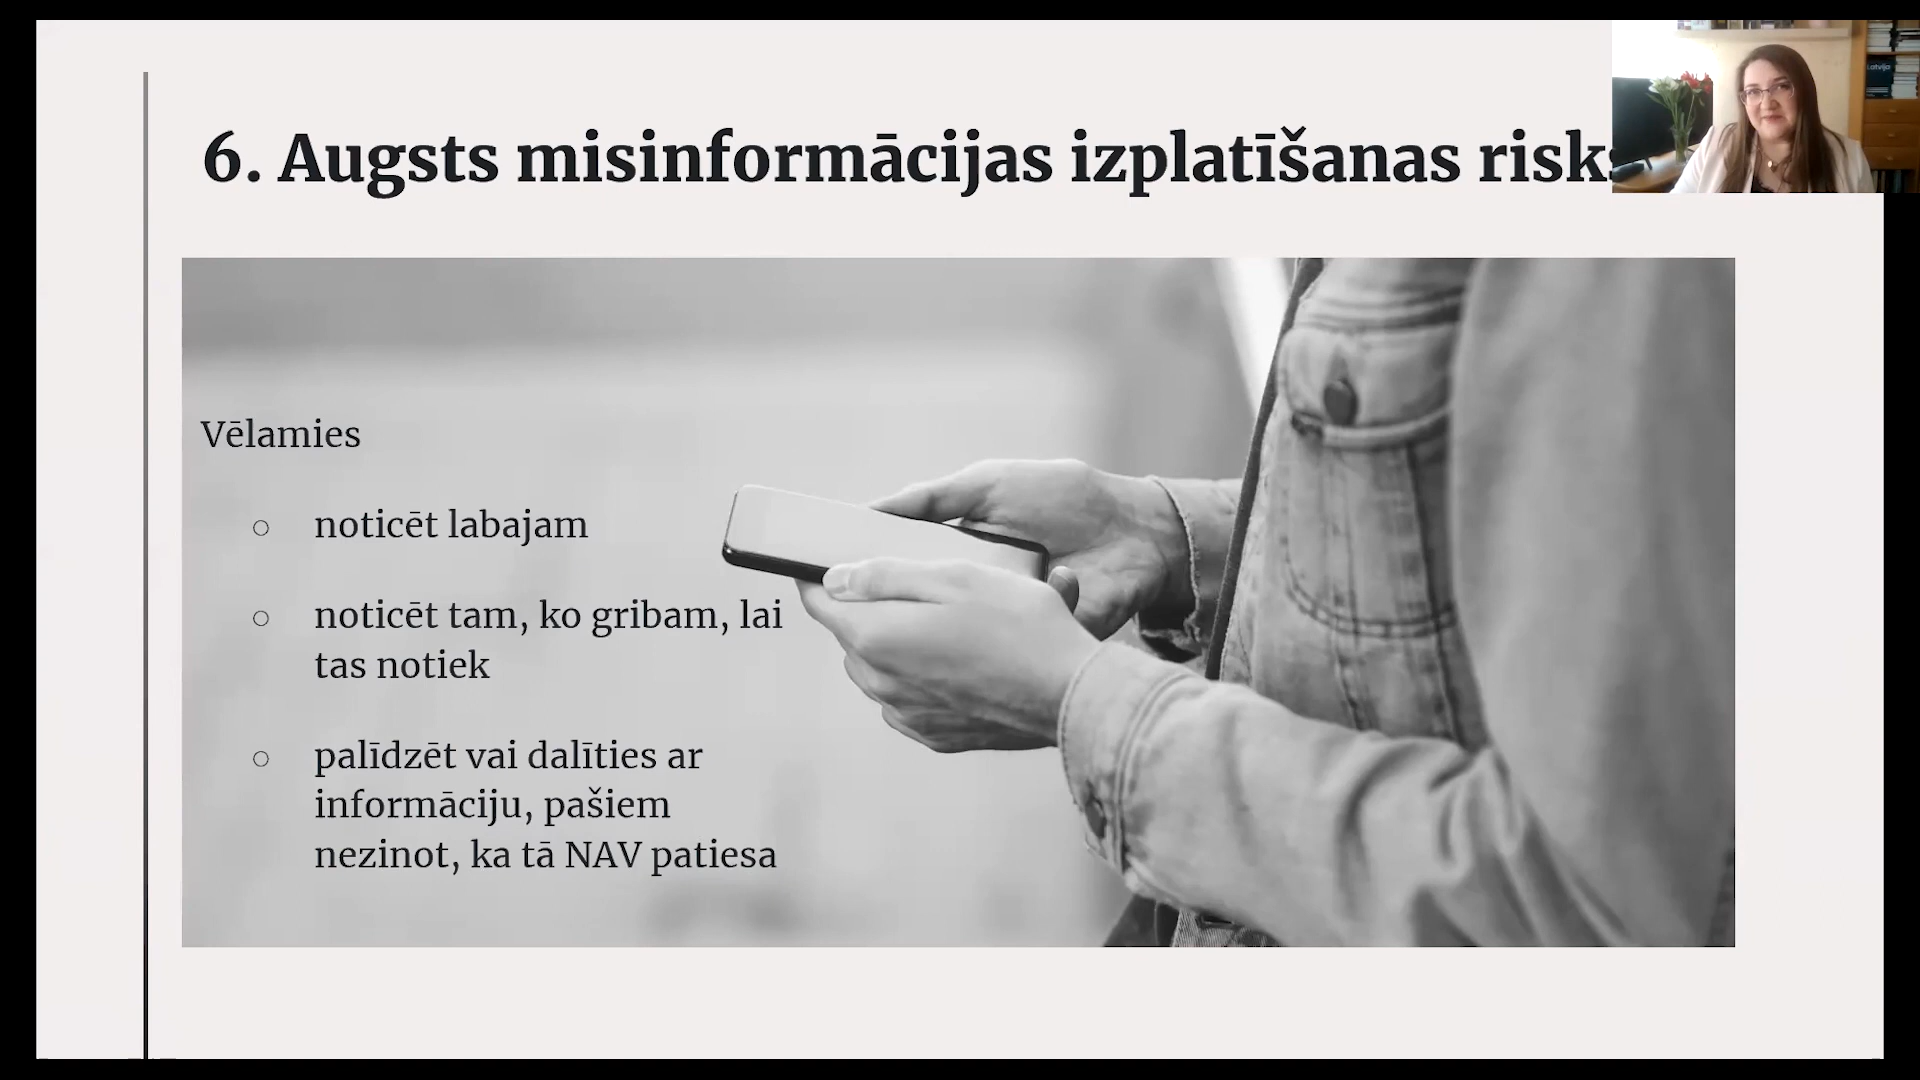 6. Augsts misinformācijas izplatīšanas risks
Latvija
Vēlamies
○ noticēt labajam
○ noticēt tam, ko gribam, lai
tas notiek
○ palīdzēt vai dalīties ar
informāciju, pašiem
nezinot, ka tā NAV patiesa